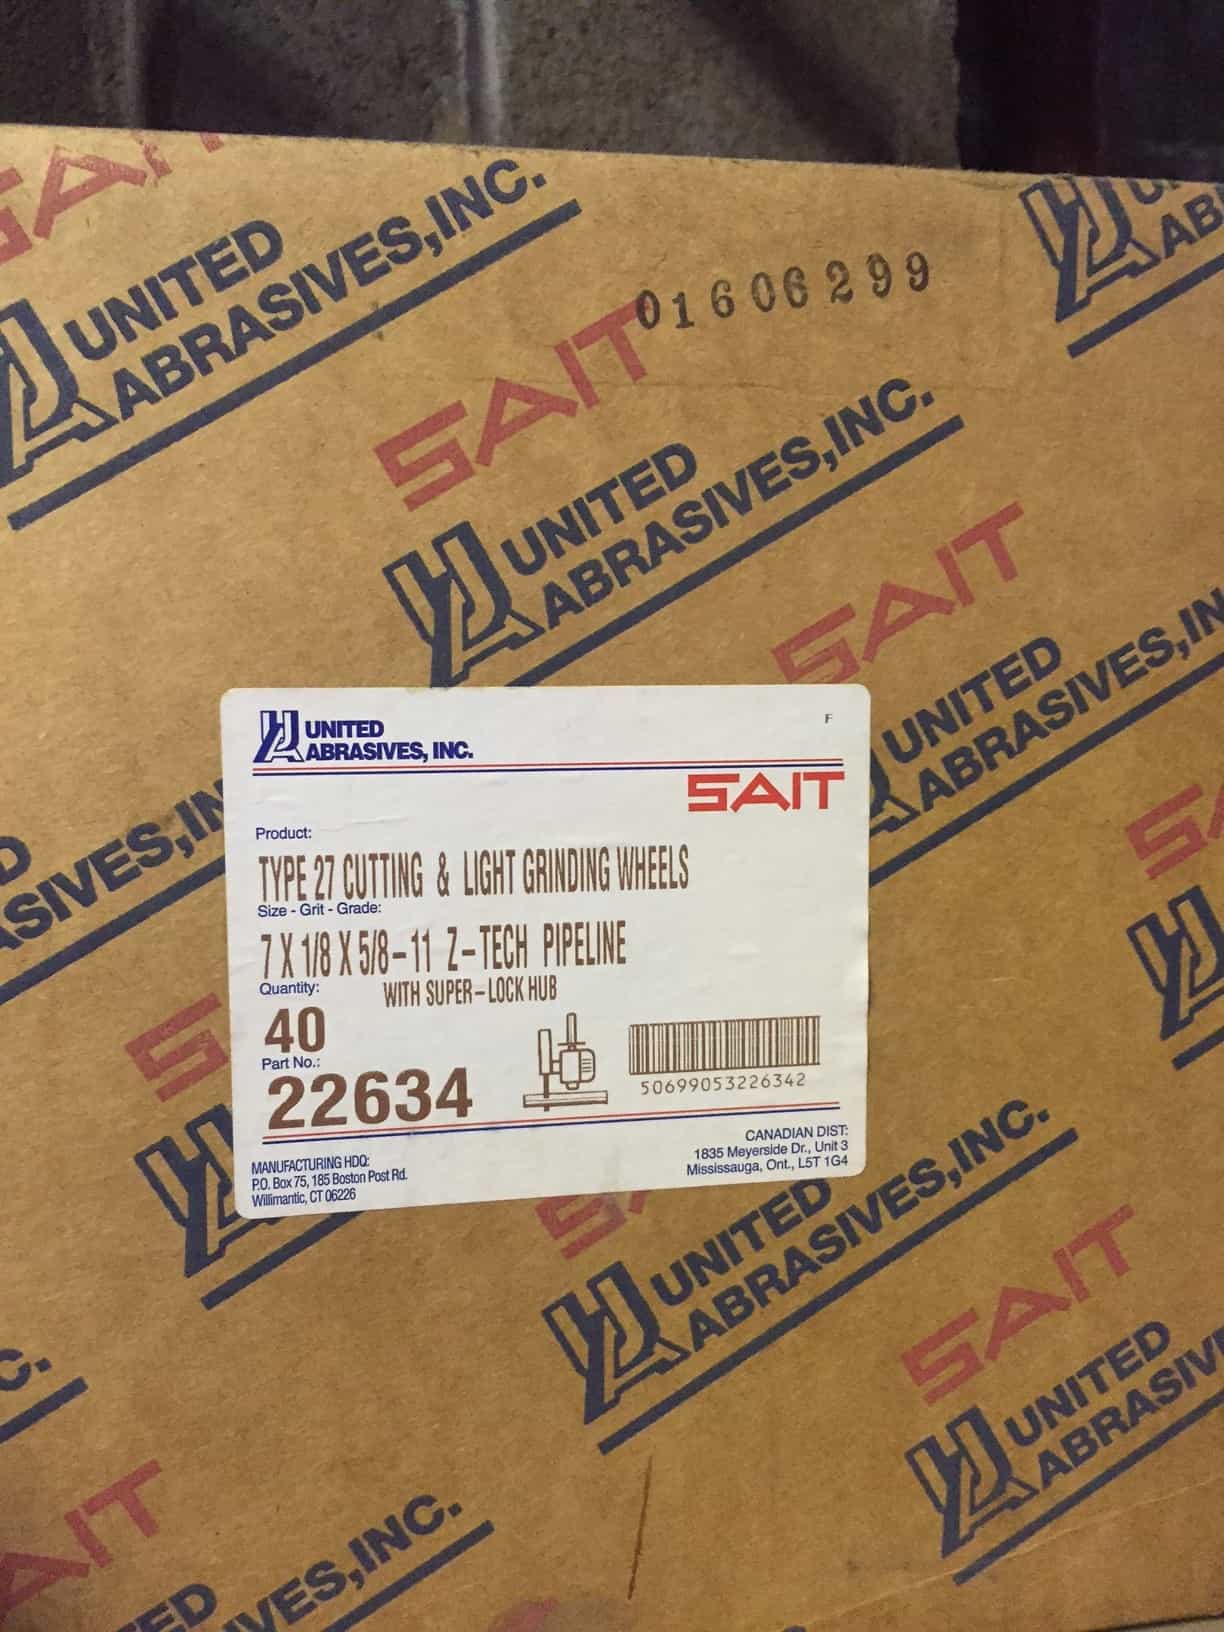 SAIT
UNITED
ABRASIVES, INC.
01606299
SAIT
UNITED
ABRASIVES, INC.
SAIT
UNITED
ABRASIVES, IN
UNITED
ABRASIVES, INC.
F
SAIT
Product:
TYPE 27 CUTTING & LIGHT GRINDING WHEELS
Size - Grit - Grade:
7 X 1/8 X 5/8-11 Z-TECH PIPELINE
Quantity:
WITH SUPER-LOCK HUB
40
Part No.:
22634
50699053226342
MANUFACTURING HDQ:
P.O. Box 75, 185 Boston Post Rd.
Willimantic, CT 06226
CANADIAN DIST:
1835 Meyerside Dr., Unit 3
Mississauga, Ont., L5T 1G4
UNITED
ABRASIVES, INC.
SAIT
UNITED
ABRASIV